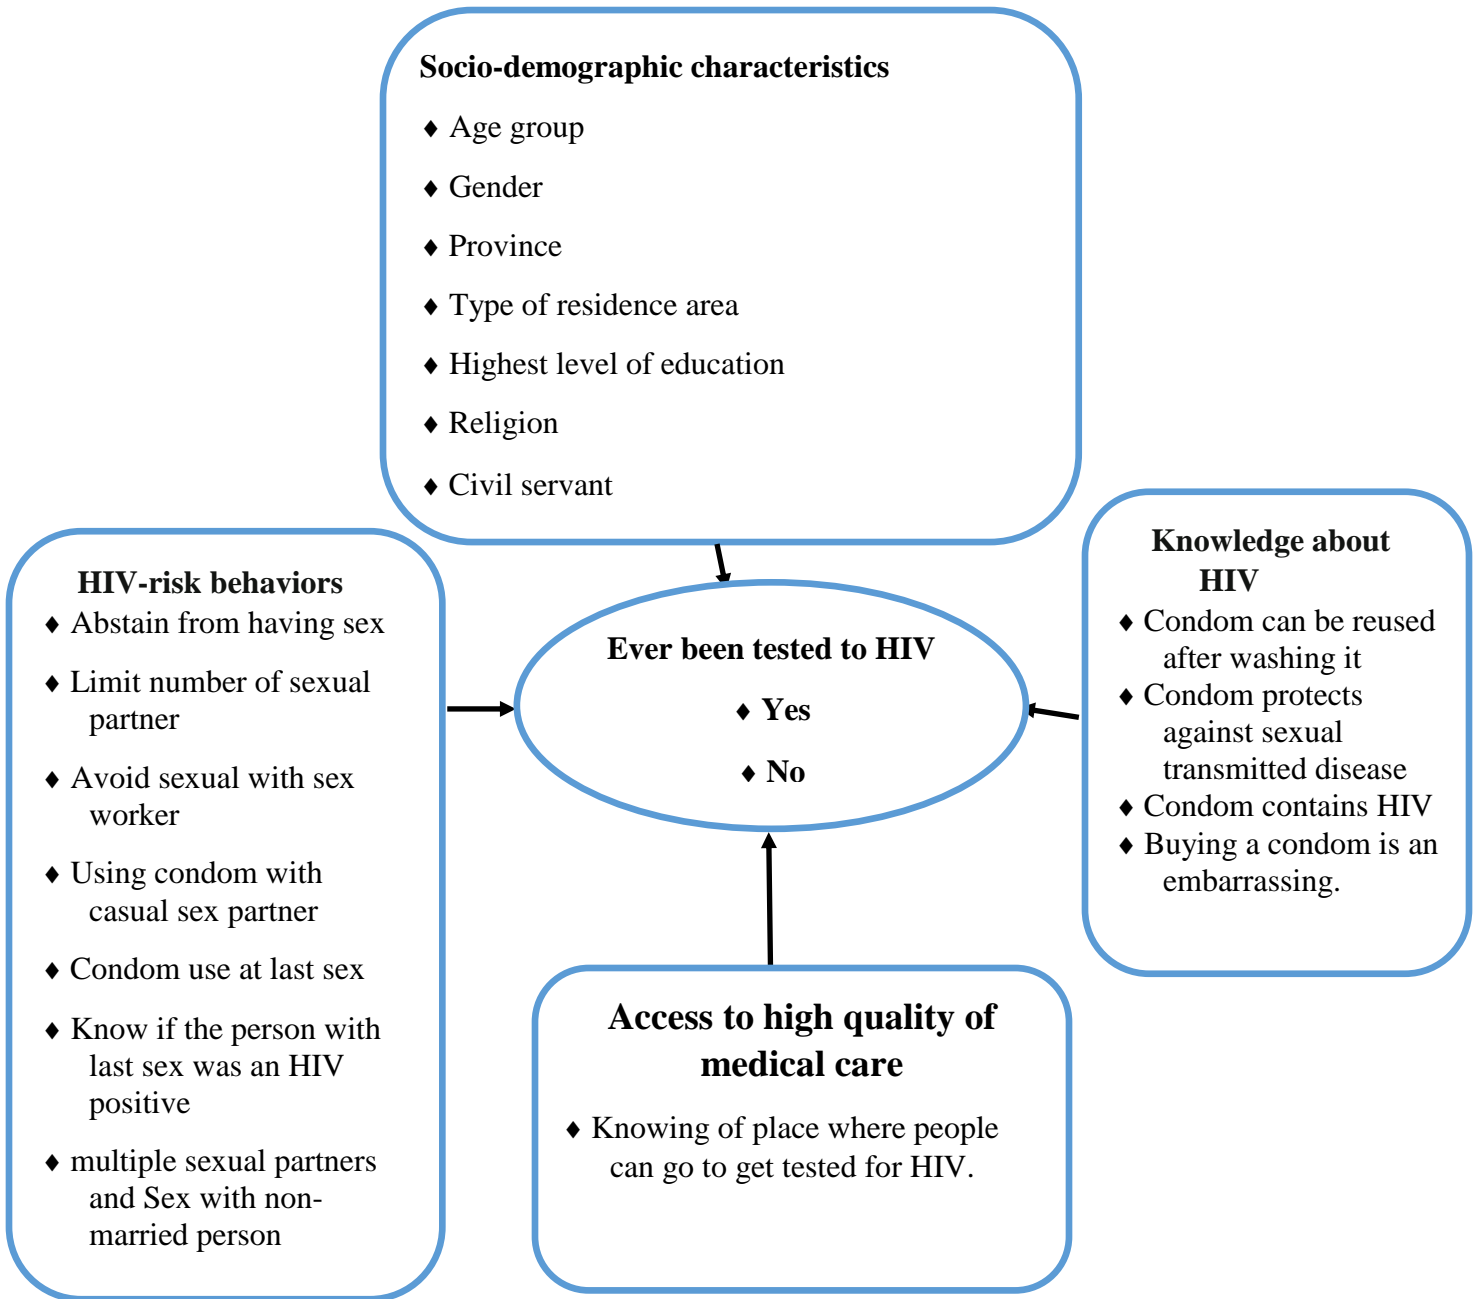 Socio-demographic characteristics
♦ Age group
♦ Gender
♦ Province
♦ Type of residence area
♦ Highest level of education
♦ Religion
♦ Civil servant
HIV-risk behaviors
♦ Abstain from having sex
♦ Limit number of sexual
partner
♦ Avoid sexual with sex
worker
♦ Using condom with
casual sex partner
♦ Condom use at last sex
♦ Know if the person with
last sex was an HIV
positive
♦ multiple sexual partners
and Sex with non-
married person
Ever been tested to HIV
♦ Yes
♦ No
Knowledge about
HIV
♦ Condom can be reused
after washing it
♦ Condom protects
against sexual
transmitted disease
♦ Condom contains HIV
♦ Buying a condom is an
embarrassing.
Access to high quality of
medical care
♦ Knowing of place where people
can go to get tested for HIV.